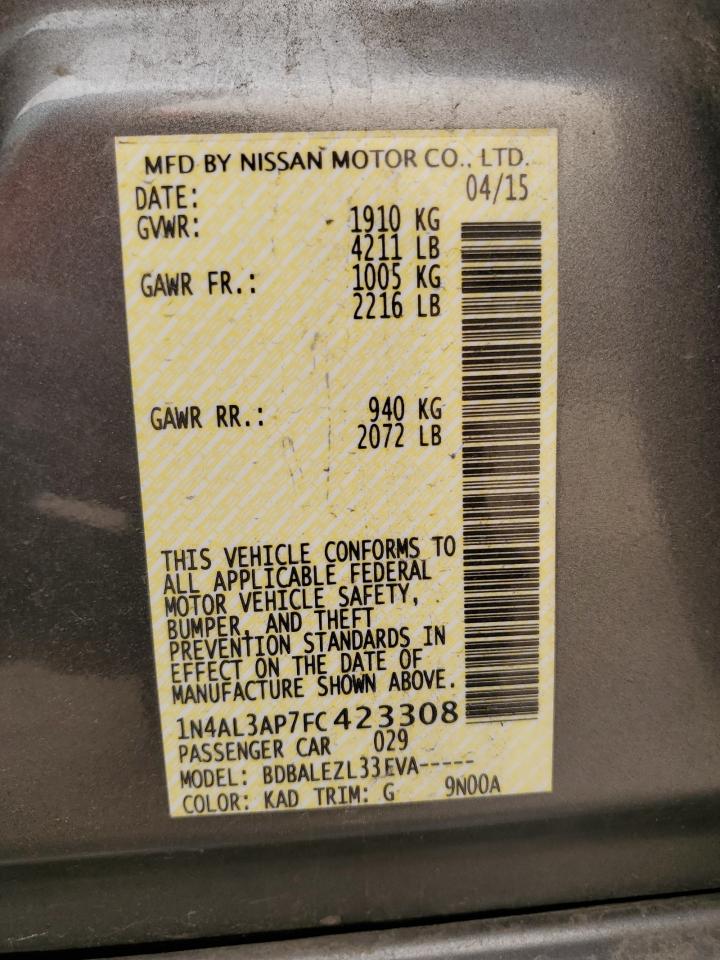 MFD BY NISSAN MOTOR CO., LTD.
DATE: 04/15
GVWR: 1910 KG
4211 LB
GAWR FR.: 1005 KG
2216 LB
GAWR RR.: 940 KG
2072 LB
THIS VEHICLE CONFORMS TO
ALL APPLICABLE FEDERAL
MOTOR VEHICLE SAFETY,
BUMPER, AND THEFT
PREVENTION STANDARDS IN
EFFECT ON THE DATE OF
MANUFACTURE SHOWN ABOVE.
1N4AL3AP7FC423308
PASSENGER CAR 029
MODEL: BDBALEZL33EVA-----
COLOR: KAD TRIM: G 9N00A